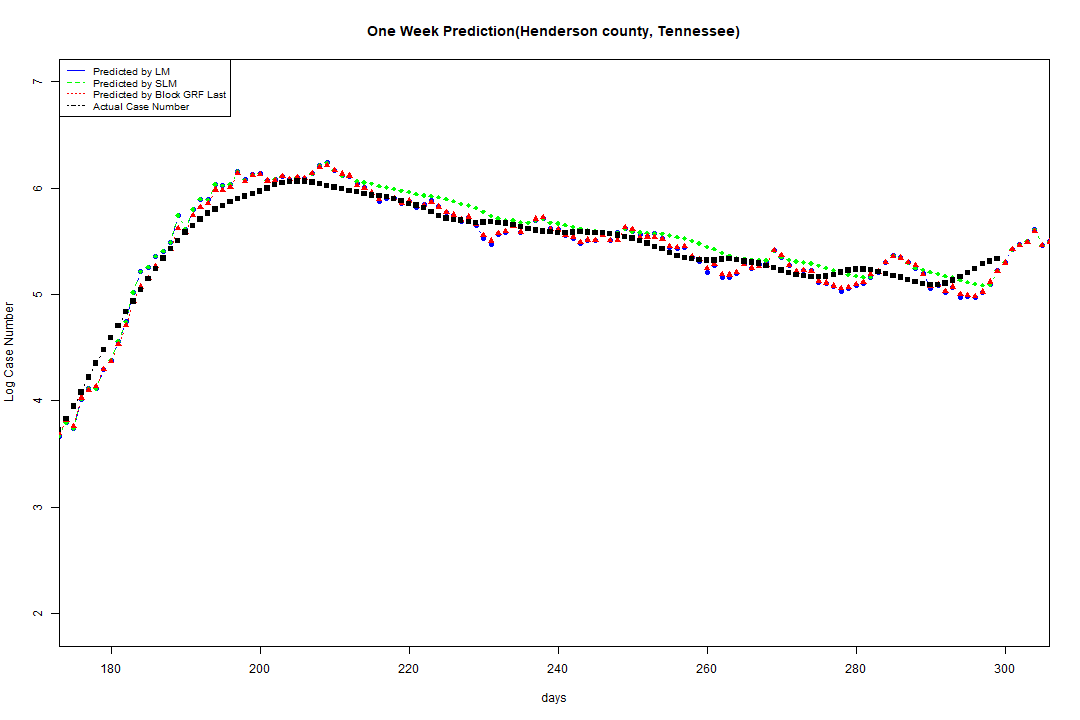 One Week Prediction(Henderson county, Tennessee)
Predicted by LM
Predicted by SLM
Predicted by Block GRF Last
Actual Case Number
7
6
5
4
3
2
Log Case Number
180 200 220 240 260 280 300
days